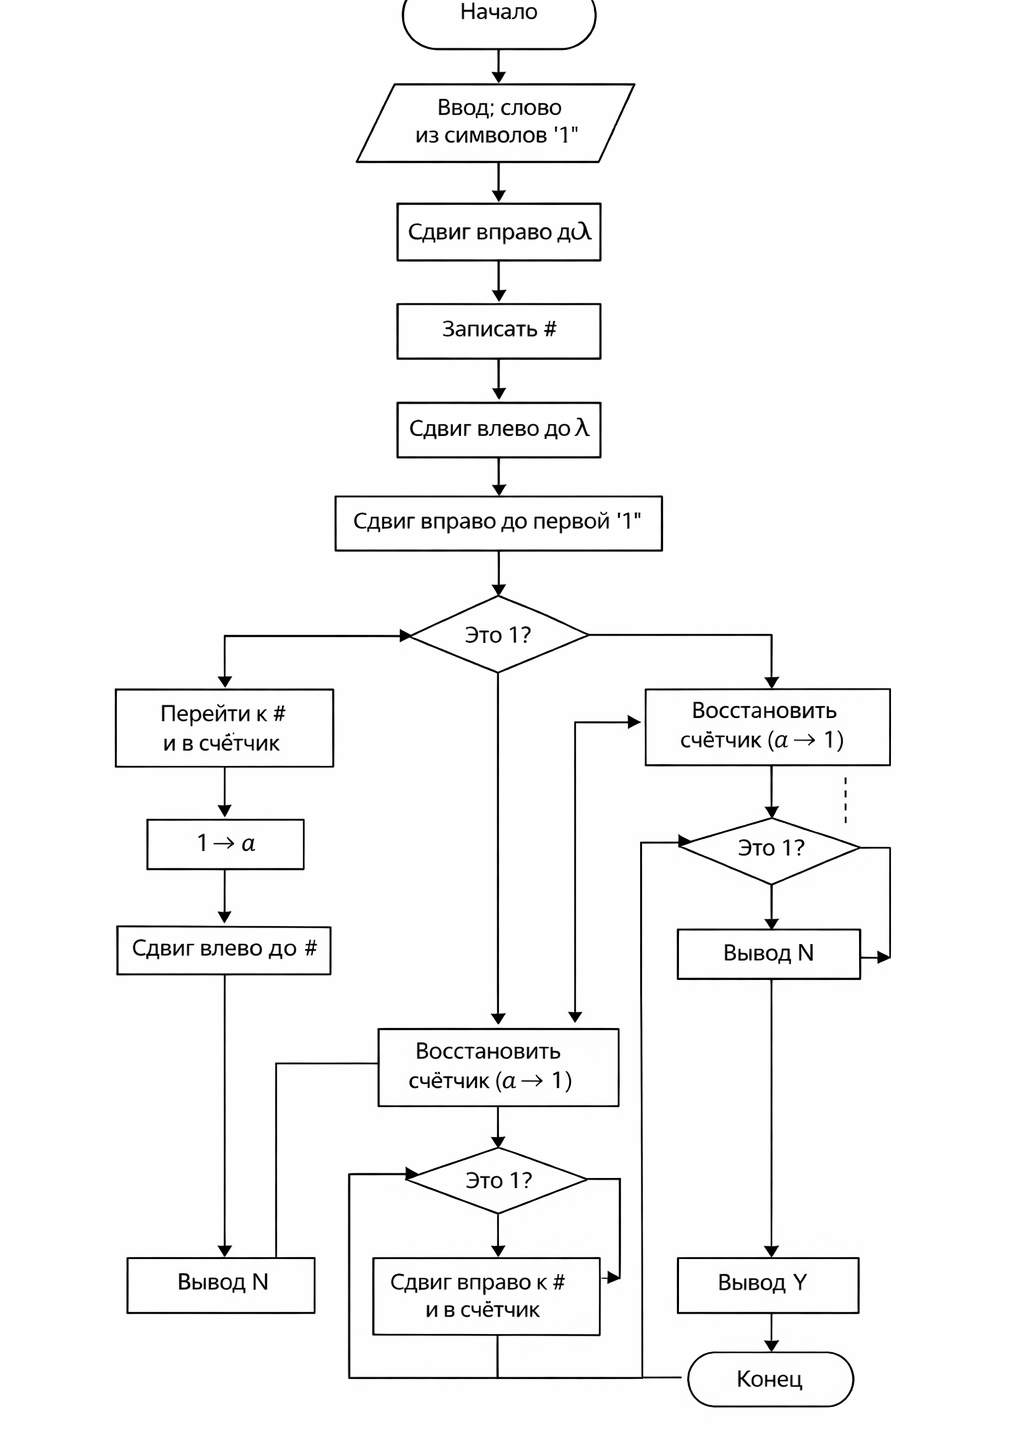 Начало
Ввод; слово
из символов '1"
Сдвиг вправо до λ
Записать #
Сдвиг влево до λ
Сдвиг вправо до первой '1"
Это 1?
Перейти к #
и в счётчик
Восстановить
счётчик (a → 1)
1 → a
Это 1?
Сдвиг влево до #
Вывод N
Восстановить
счётчик (a → 1)
Это 1?
Вывод N
Сдвиг вправо к #
и в счётчик
Вывод Y
Конец